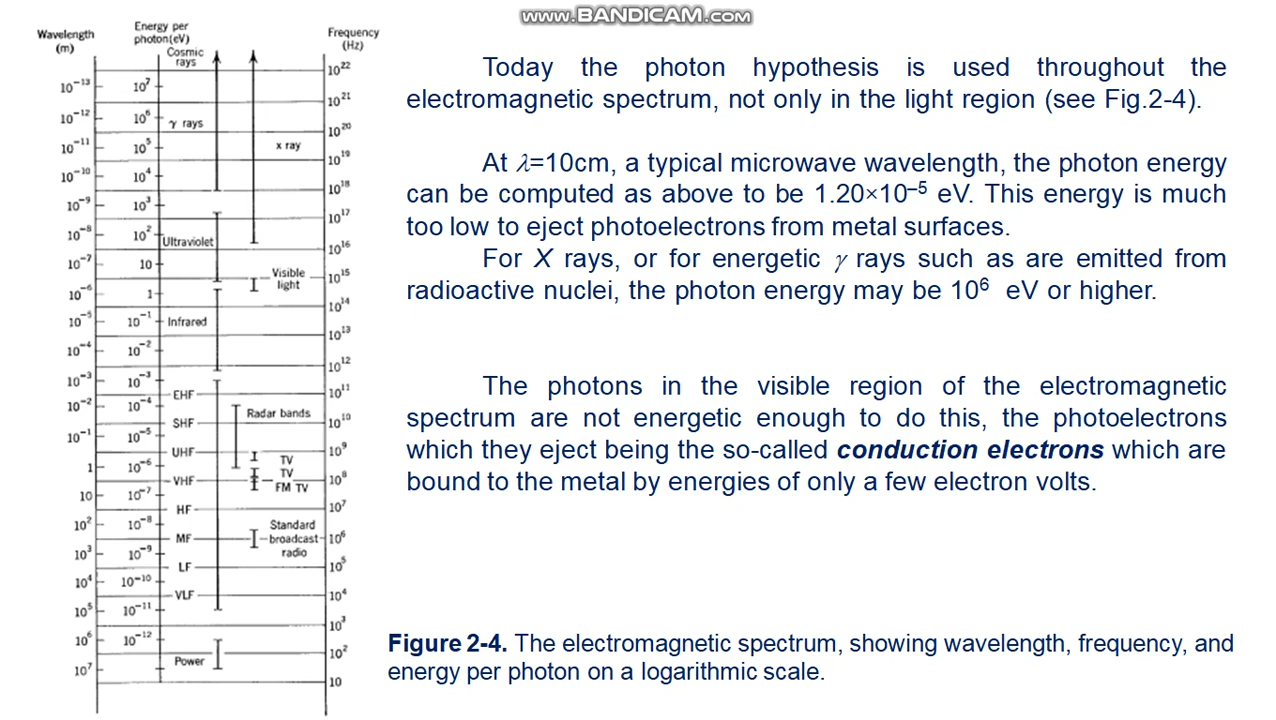 www.BANDICAM.com
Wavelength
(m)
Energy per
photon(eV)
Frequency
(Hz)
Cosmic
rays
10⁻¹³
10⁻¹²
10⁻¹¹
10⁻¹⁰
10⁻⁹
10⁻⁸
10⁻⁷
10⁻⁶
10⁻⁵
10⁻⁴
10⁻³
10⁻²
10⁻¹
1
10
10²
10³
10⁴
10⁵
10⁶
10⁷
10⁷
10⁶
10⁵
10⁴
10³
10²
10
1
10⁻¹
10⁻²
10⁻³
10⁻⁴
10⁻⁵
10⁻⁶
10⁻⁷
10⁻⁸
10⁻⁹
10⁻¹⁰
10⁻¹¹
10⁻¹²
γ rays
x ray
Ultraviolet
Visible
light
Infrared
EHF
Radar bands
SHF
UHF
TV
TV
VHF
FM TV
HF
Standard
MF
broadcast
radio
LF
VLF
Power
10²²
10²¹
10²⁰
10¹⁹
10¹⁸
10¹⁷
10¹⁶
10¹⁵
10¹⁴
10¹³
10¹²
10¹¹
10¹⁰
10⁹
10⁸
10⁷
10⁶
10⁵
10⁴
10³
10²
10
Today the photon hypothesis is used throughout the
electromagnetic spectrum, not only in the light region (see Fig.2-4).
At λ=10cm, a typical microwave wavelength, the photon energy
can be computed as above to be 1.20×10⁻⁵ eV. This energy is much
too low to eject photoelectrons from metal surfaces.
For X rays, or for energetic γ rays such as are emitted from
radioactive nuclei, the photon energy may be 10⁶ eV or higher.
The photons in the visible region of the electromagnetic
spectrum are not energetic enough to do this, the photoelectrons
which they eject being the so-called conduction electrons which are
bound to the metal by energies of only a few electron volts.
Figure 2-4. The electromagnetic spectrum, showing wavelength, frequency, and
energy per photon on a logarithmic scale.